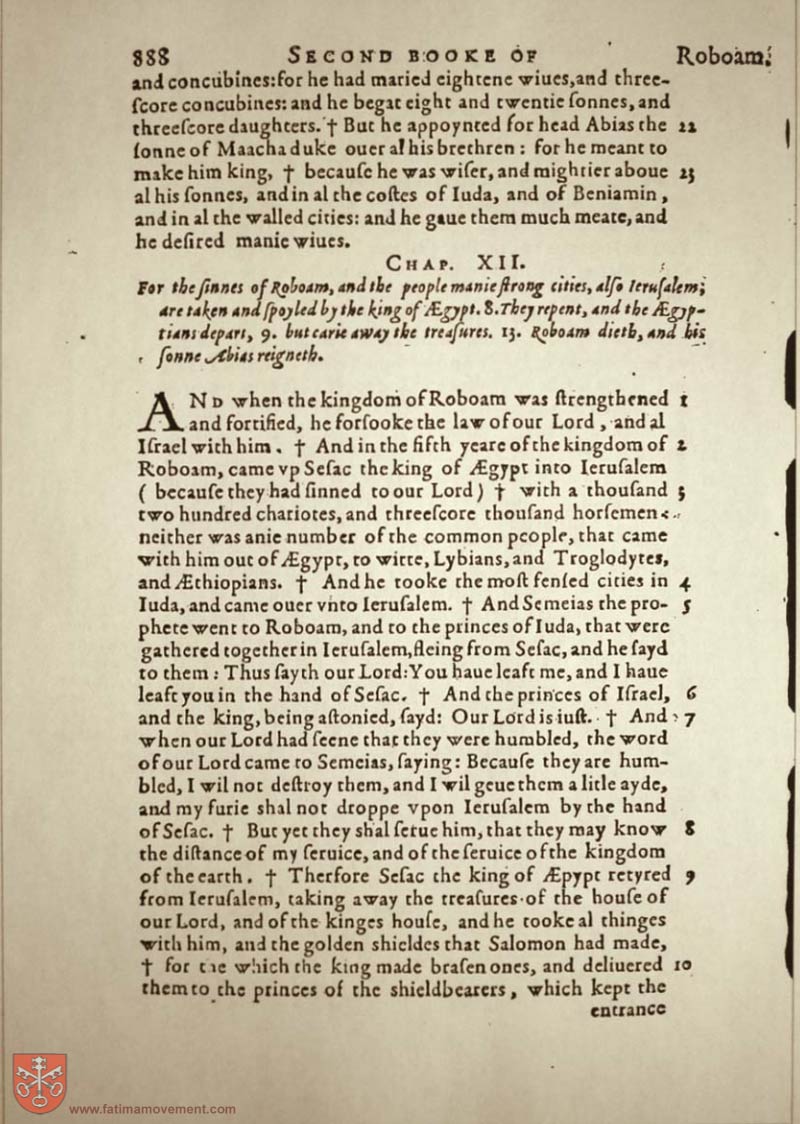 888 SECOND BOOKE OF Roboam.
and concubines: for he had maried eightene wiues, and three-
ſcore concubines: and he begat eight and twentie ſonnes, and
threeſcore daughters. † But he appoynted for head Abias the 22
ſonne of Maacha duke ouer al his brethren: for he meant to
make him king, † becauſe he was wiſer, and mightier aboue 23
al his ſonnes, and in al the coſtes of Iuda, and of Beniamin,
and in al the walled cities: and he gaue them much meate, and
he deſired manie wiues.
CHAP. XII.
For the ſinnes of Roboam, and the people manie ſtrong cities, alſo Ieruſalem,
are taken and ſpoyled by the king of Ægypt. 8. They repent, and the Ægyp-
tians depart, 9. but carie away the treaſures. 13. Roboam dieth, and his
ſonne Abias reigneth.
AND when the kingdom of Roboam was ſtrengthened 1
and fortified, he forſooke the law of our Lord, and al
Iſrael with him. † And in the fifth yeare of the kingdom of 2
Roboam, came vp Seſac the king of Ægypt into Ieruſalem
(becauſe they had ſinned to our Lord) † with a thouſand 3
two hundred chariotes, and threeſcore thouſand horſemen
neither was anie number of the common people, that came
with him out of Ægypt, to witte, Lybians, and Troglodytes,
and Æthiopians. † And he tooke the moſt fenſed cities in 4
Iuda, and came ouer vnto Ieruſalem. † And Semeias the pro- 5
phete went to Roboam, and to the princes of Iuda, that were
gathered together in Ieruſalem, fleing from Seſac, and he ſayd
to them: Thus ſayth our Lord: You haue leaft me, and I haue
leaft you in the hand of Seſac. † And the princes of Iſrael, 6
and the king, being aſtonied, ſayd: Our Lord is iuſt. † And 7
when our Lord had ſeene that they were humbled, the word
of our Lord came to Semeias, ſaying: Becauſe they are hum-
bled, I wil not deſtroy them, and I wil geue them a litle ayde,
and my furie shal not droppe vpon Ieruſalem by the hand
of Seſac. † But yet they shal ſerue him, that they may know 8
the diſtance of my ſeruice, and of the ſeruice of the kingdom
of the earth. † Therfore Seſac the king of Æpypt retyred 9
from Ieruſalem, taking away the treaſures of the houſe of
our Lord, and of the kinges houſe, and he tooke al thinges
with him, and the golden shieldes that Salomon had made,
† for the which the king made braſen ones, and deliuered 10
them to the princes of the shieldbearers, which kept the
entrance
www.fatimamovement.com